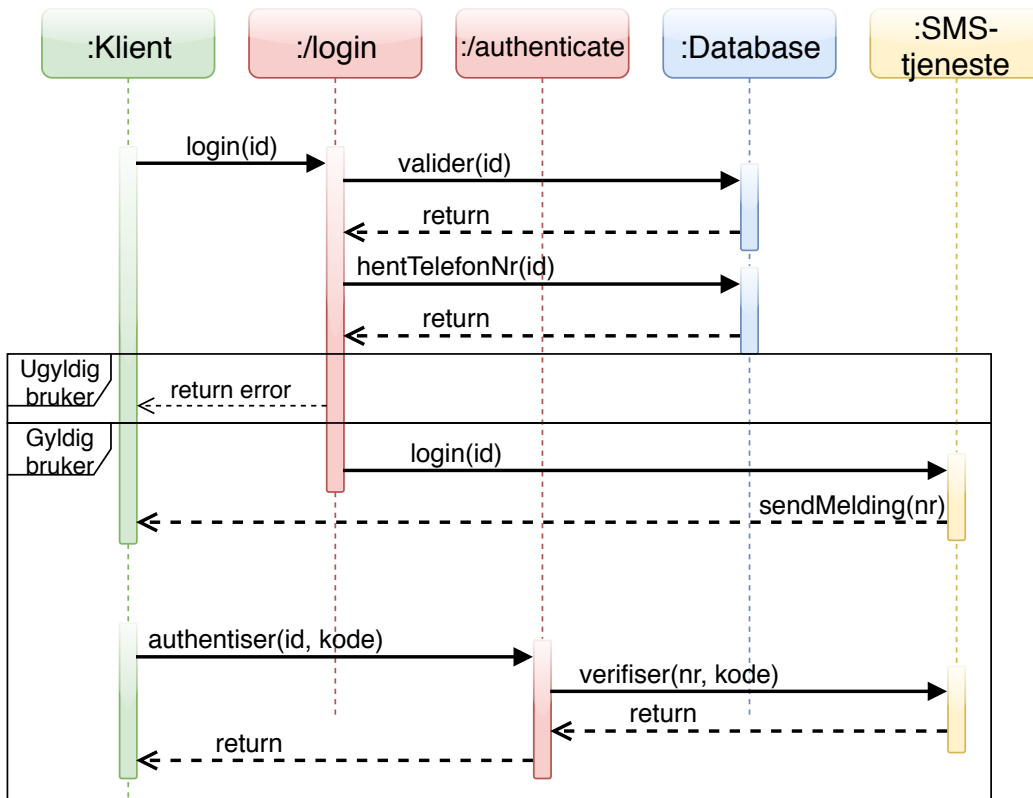 :Klient
:/login
:/authenticate
:Database
:SMS-
tjeneste
login(id)
valider(id)
return
hentTelefonNr(id)
return
Ugyldig
bruker
return error
Gyldig
bruker
login(id)
sendMelding(nr)
authentiser(id, kode)
verifiser(nr, kode)
return
return